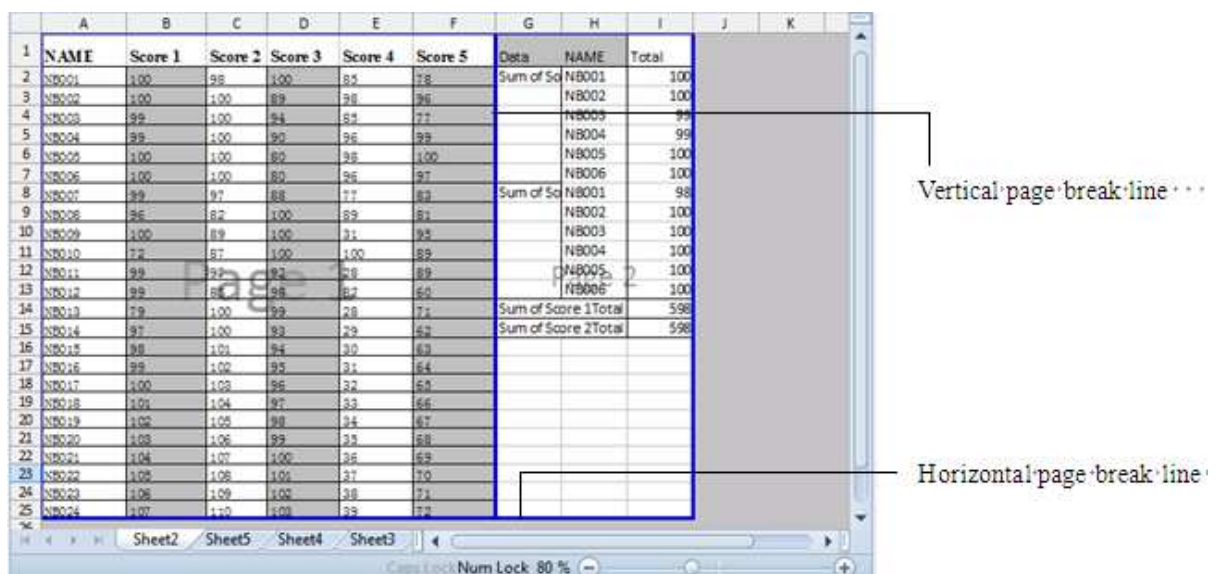 A B C D E F G H I J K
1 NAME Score 1 Score 2 Score 3 Score 4 Score 5 Data NAME Total
2 NB001 100 98 100 85 78 Sum of So NB001 100
3 NB002 100 100 89 98 96 NB002 100
4 NB003 99 100 94 85 77 NB003 99
5 NB004 99 100 90 96 99 NB004 99
6 NB005 100 100 80 98 100 NB005 100
7 NB006 100 100 80 96 97 NB006 100
8 NB007 99 97 88 77 83 Sum of So NB001 98
9 NB008 96 82 100 89 81 NB002 100
10 NB009 100 89 100 31 95 NB003 100
11 NB010 72 87 100 100 89 NB004 100
12 NB011 99 92 28 89 NB005 100
13 NB012 99 98 87 60 NB006 100
14 NB013 79 100 99 28 71 Sum of Score 1Total 598
15 NB014 97 100 93 29 62 Sum of Score 2Total 598
16 NB015 98 101 94 30 63
17 NB016 99 102 95 31 64
18 NB017 100 103 96 32 65
19 NB018 101 104 97 33 66
20 NB019 102 105 98 34 67
21 NB020 103 106 99 35 68
22 NB021 104 107 100 36 69
23 NB022 105 108 101 37 70
24 NB023 106 109 102 38 71
25 NB024 107 110 103 39 72
26
Page
Page 2
Vertical page break line
Horizontal page break line
Sheet2 Sheet5 Sheet4 Sheet3
Caps Lock Num Lock 80 %